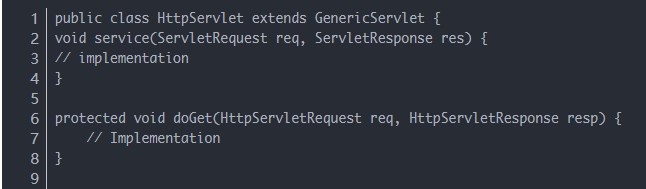 1 public class HttpServlet extends GenericServlet {
2 void service(ServletRequest req, ServletResponse res) {
3 // implementation
4 }
5
6 protected void doGet(HttpServletRequest req, HttpServletResponse resp) {
7     // Implementation
8 }
9